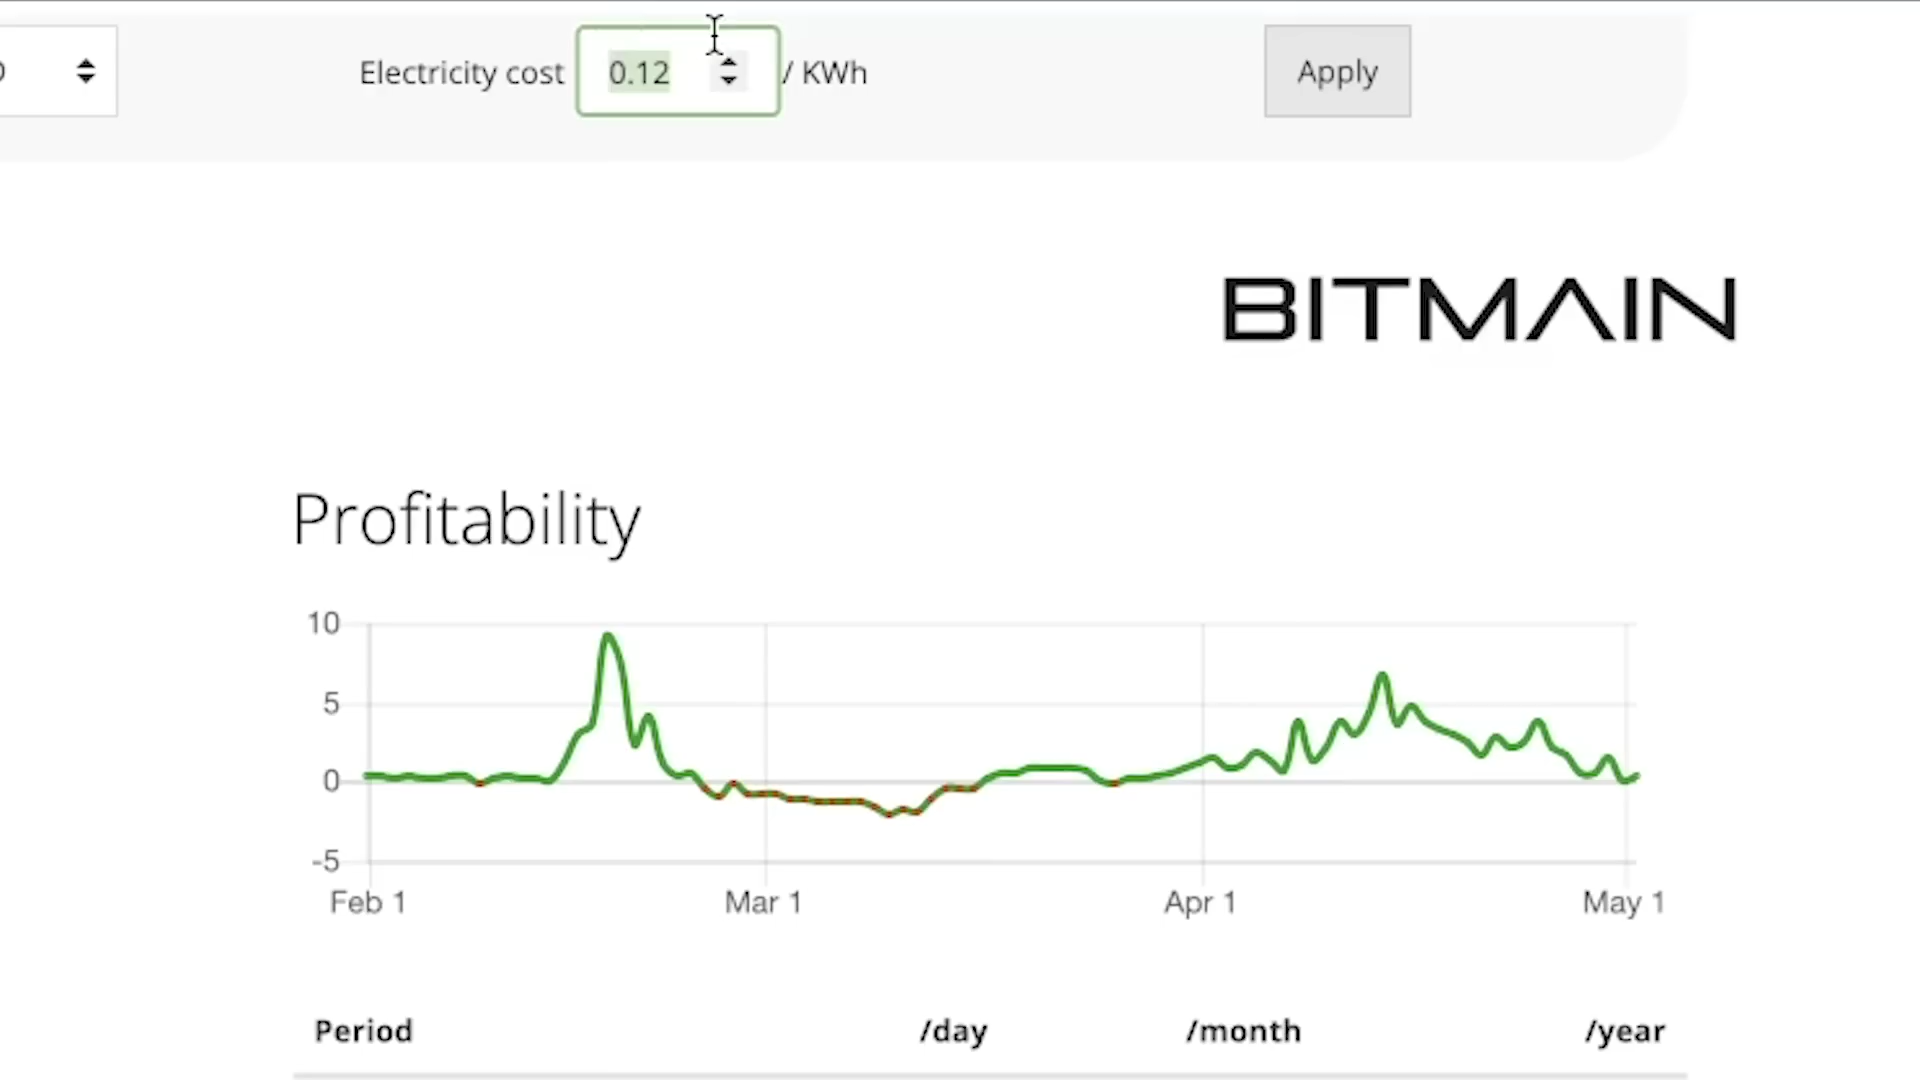 Electricity cost 0.12 / KWh Apply
BITMAIN
Profitability
10
5
0
-5
Feb 1 Mar 1 Apr 1 May 1
Period /day /month /year